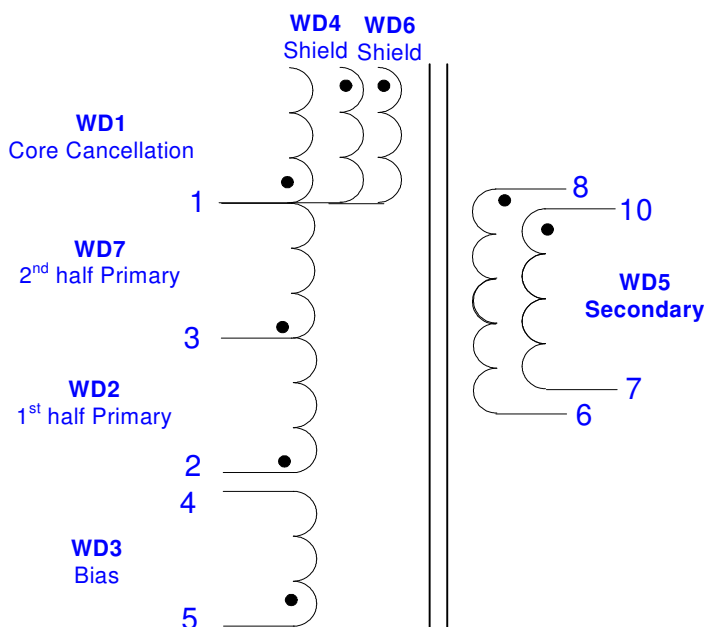 WD4 WD6
Shield Shield
WD1
Core Cancellation
1
8
10
WD7
2nd half Primary
WD5
Secondary
3
WD2
1st half Primary
7
6
2
4
WD3
Bias
5